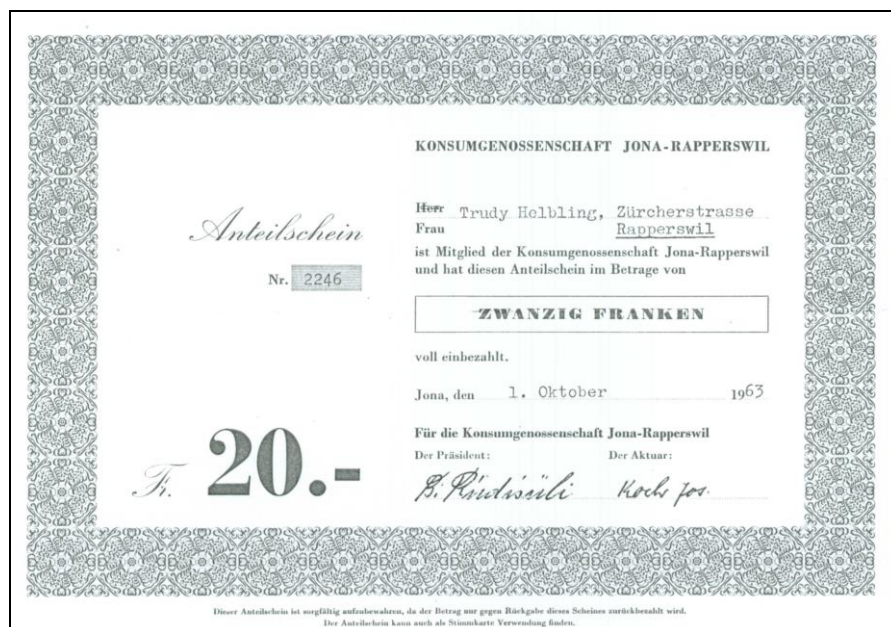 KONSUMGENOSSENSCHAFT JONA-RAPPERSWIL
Anteilschein
Nr. 2246
Herr Trudy Helbling, Zürcherstrasse
Frau Rapperswil
ist Mitglied der Konsumgenossenschaft Jona-Rapperswil
und hat diesen Anteilschein im Betrage von
ZWANZIG FRANKEN
voll einbezahlt.
Jona, den 1. Oktober 1963
Fr. 20.-
Für die Konsumgenossenschaft Jona-Rapperswil
Der Präsident: Der Aktuar:
Koch Jos.
Dieser Anteilschein ist sorgfältig aufzubewahren, da der Betrag nur gegen Rückgabe dieses Scheines zurückbezahlt wird.
Der Anteilschein kann auch als Stimmkarte Verwendung finden.